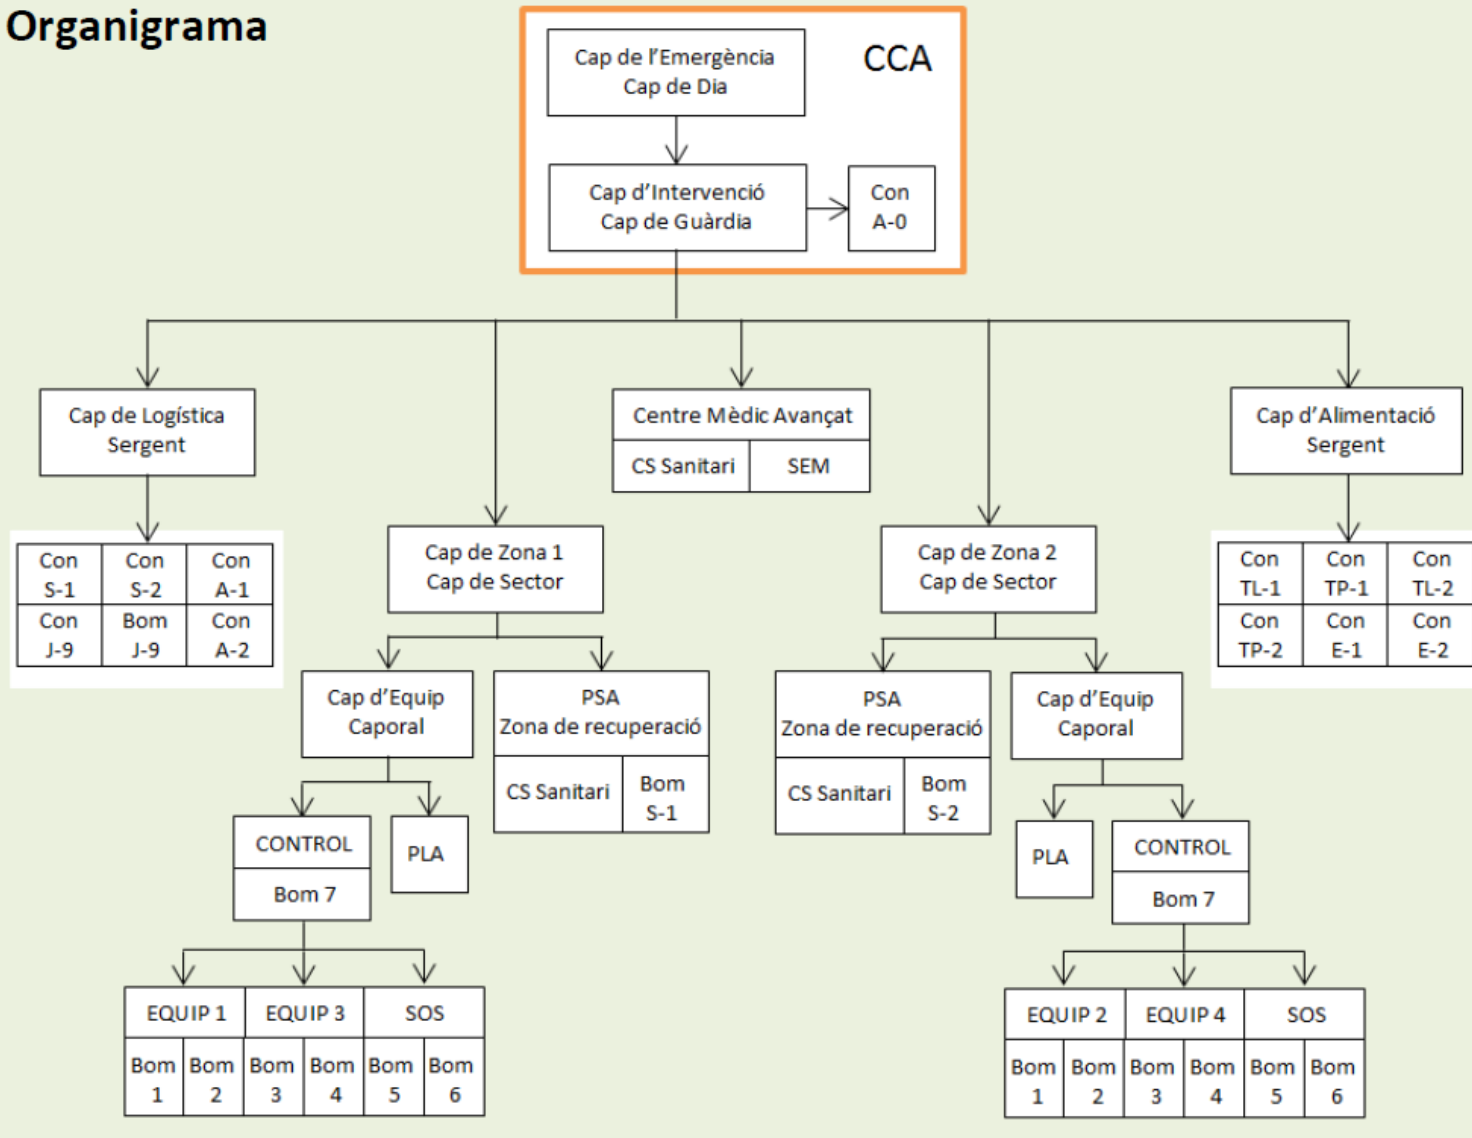 Organigrama
CCA
Cap de l'Emergència
Cap de Dia
Cap d'Intervenció
Cap de Guàrdia
Con
A-0
Cap de Logística
Sergent
Con
S-1
Con
S-2
Con
A-1
Con
J-9
Bom
J-9
Con
A-2
Centre Mèdic Avançat
CS Sanitari
SEM
Cap d'Alimentació
Sergent
Con
TL-1
Con
TP-1
Con
TL-2
Con
TP-2
Con
E-1
Con
E-2
Cap de Zona 1
Cap de Sector
Cap d'Equip
Caporal
PSA
Zona de recuperació
CS Sanitari
Bom
S-1
CONTROL
Bom 7
PLA
EQUIP 1
EQUIP 3
SOS
Bom
1
Bom
2
Bom
3
Bom
4
Bom
5
Bom
6
Cap de Zona 2
Cap de Sector
PSA
Zona de recuperació
CS Sanitari
Bom
S-2
Cap d'Equip
Caporal
PLA
CONTROL
Bom 7
EQUIP 2
EQUIP 4
SOS
Bom
1
Bom
2
Bom
3
Bom
4
Bom
5
Bom
6